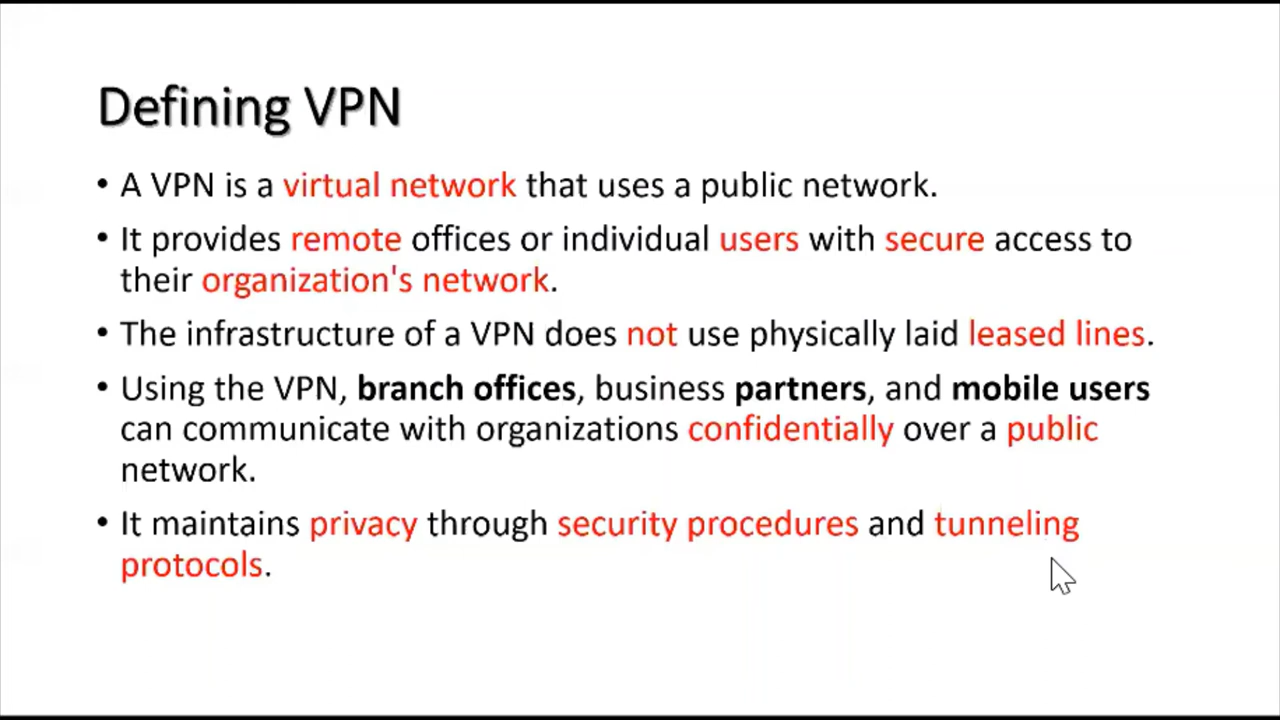 Defining VPN
• A VPN is a virtual network that uses a public network.
• It provides remote offices or individual users with secure access to
their organization's network.
• The infrastructure of a VPN does not use physically laid leased lines.
• Using the VPN, branch offices, business partners, and mobile users
can communicate with organizations confidentially over a public
network.
• It maintains privacy through security procedures and tunneling
protocols.